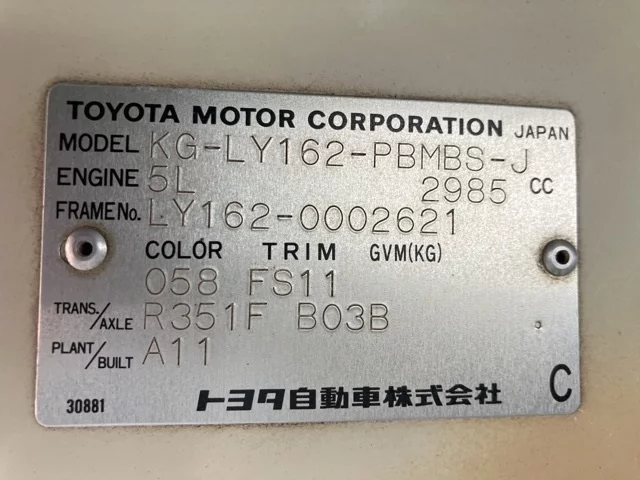 TOYOTA MOTOR CORPORATION JAPAN
MODEL KG-LY162-PBMBS-J
ENGINE 5L 2985 CC
FRAME No. LY162-0002621
COLOR TRIM GVM(KG)
058 FS11
TRANS./AXLE R351F B03B
PLANT/BUILT A11
30881 トヨタ自動車株式会社 C